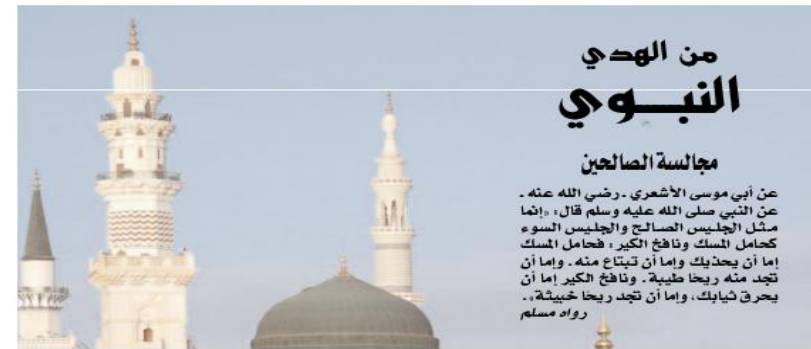 من الهدي
النبـــوي
مجالسة الصالحين
عن أبي موسى الأشعري - رضي الله عنه -
عن النبي صلى الله عليه وسلم قال: «إنما
مثل الجليس الصالح والجليس السوء
كحامل المسك ونافخ الكير، فحامل المسك
إما أن يحذيك وإما أن تبتاع منه. وإما أن
تجد منه ريحًا طيبة. ونافخ الكير إما أن
يحرق ثيابك، وإما أن تجد ريحًا خبيثة».
رواه مسلم